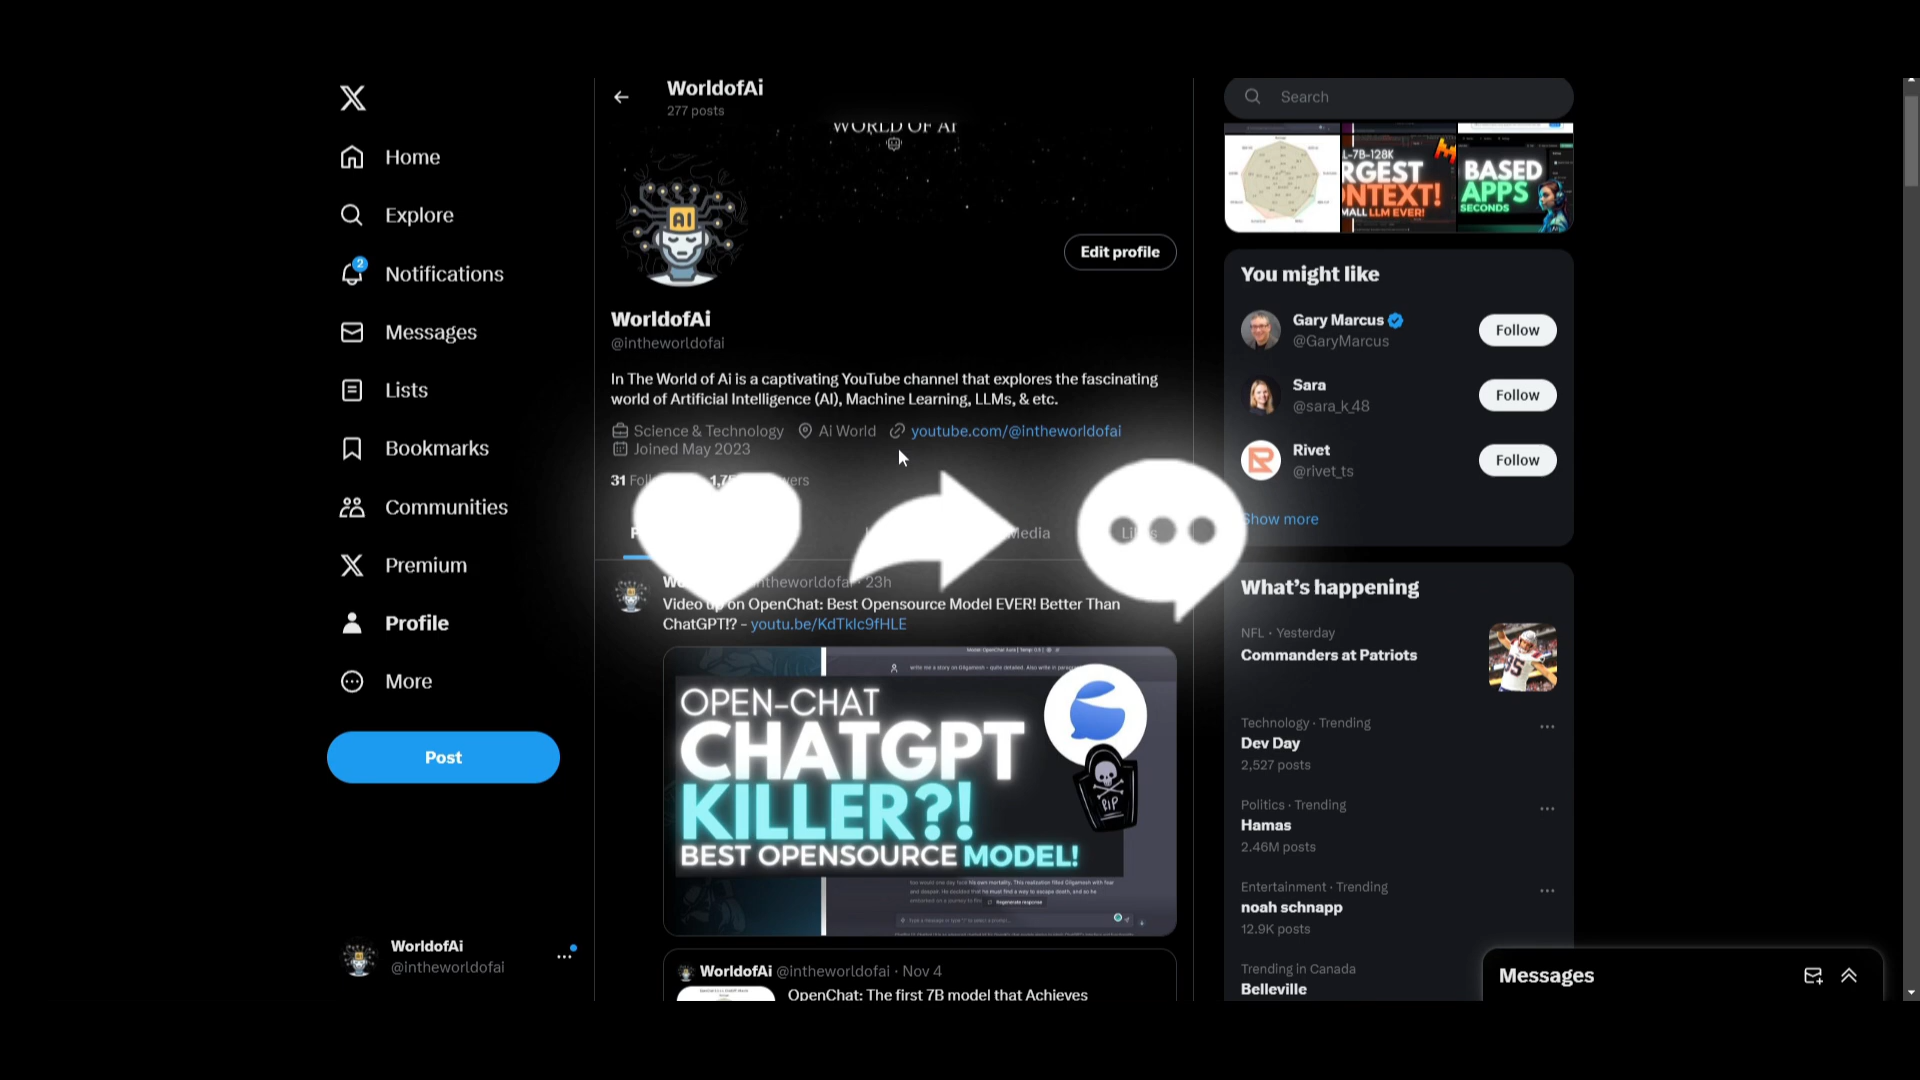 Home
Explore
2
Notifications
Messages
Lists
Bookmarks
Communities
Premium
Profile
More
Post
WorldofAi
@intheworldofai
WorldofAi
277 posts
WORLD OF AI
AI
Edit profile
WorldofAi
@intheworldofai
In The World of Ai is a captivating YouTube channel that explores the fascinating
world of Artificial Intelligence (AI), Machine Learning, LLMs, & etc.
Science & Technology Ai World youtube.com/@intheworldofai
Joined May 2023
31
Media
23h
Video up on OpenChat: Best Opensource Model EVER! Better Than
ChatGPT!? - youtu.be/KdTkIc9fHLE
OPEN-CHAT
CHATGPT
KILLER?!
BEST OPENSOURCE MODEL!
RIP
Regenerate response
WorldofAi @intheworldofai · Nov 4
OpenChat: The first 7B model that Achieves
Search
L-7B-128K
RGEST
NTEXT!
MALL LLM EVER!
BASED
APPS
SECONDS
You might like
Gary Marcus
@GaryMarcus
Follow
Sara
@sara_k_48
Follow
Rivet
@rivet_ts
Follow
Show more
What's happening
NFL · Yesterday
Commanders at Patriots
Technology · Trending
Dev Day
2,527 posts
Politics · Trending
Hamas
2.46M posts
Entertainment · Trending
noah schnapp
12.9K posts
Trending in Canada
Belleville
Messages